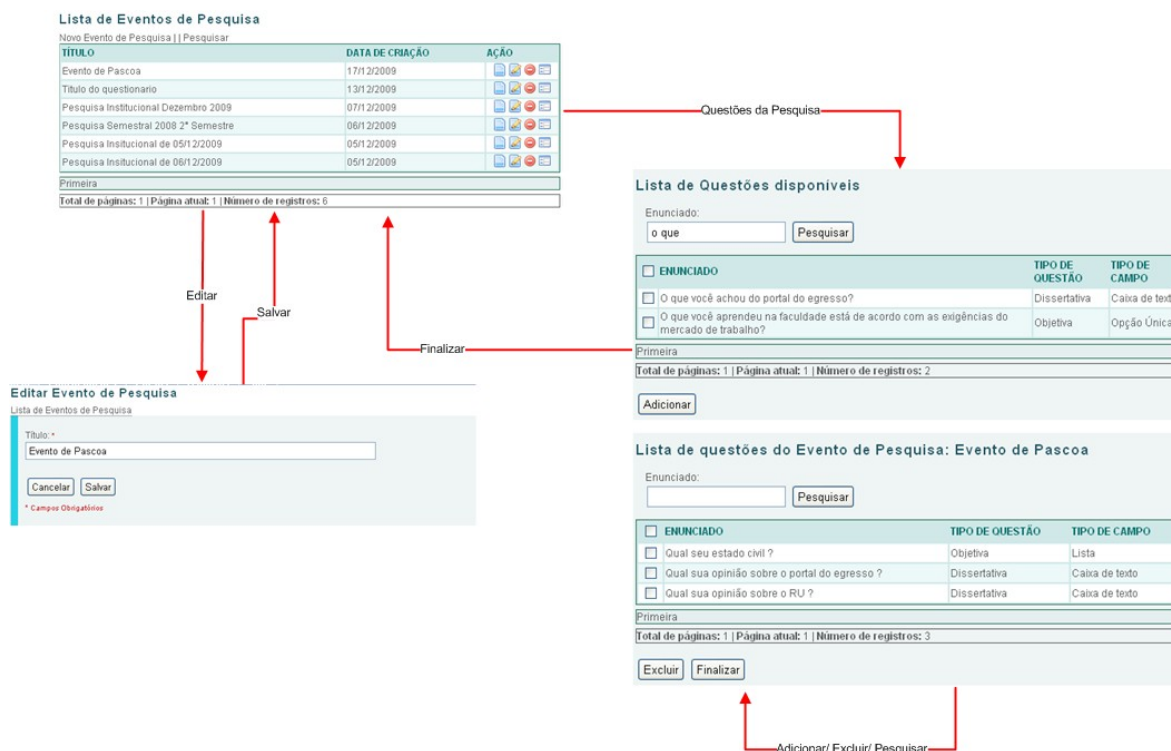 Lista de Eventos de Pesquisa
Novo Evento de Pesquisa | | Pesquisar
TÍTULO DATA DE CRIAÇÃO AÇÃO
Evento de Pascoa 17/12/2009
Titulo do questionario 13/12/2009
Pesquisa Institucional Dezembro 2009 07/12/2009
Pesquisa Semestral 2008 2° Semestre 06/12/2009
Pesquisa Insitucional de 05/12/2009 05/12/2009
Pesquisa Insitucional de 06/12/2009 05/12/2009
Primeira
Total de páginas: 1 | Página atual: 1 | Número de registros: 6
Questões da Pesquisa
Editar
Salvar
Finalizar
Editar Evento de Pesquisa
Lista de Eventos de Pesquisa
Título: *
Evento de Pascoa
Cancelar Salvar
* Campos Obrigatórios
Lista de Questões disponíveis
Enunciado:
o que Pesquisar
ENUNCIADO TIPO DE QUESTÃO TIPO DE CAMPO
O que você achou do portal do egresso? Dissertativa Caixa de text
O que você aprendeu na faculdade está de acordo com as exigências do
mercado de trabalho? Objetiva Opção Única
Primeira
Total de páginas: 1 | Página atual: 1 | Número de registros: 2
Adicionar
Lista de questões do Evento de Pesquisa: Evento de Pascoa
Enunciado:
Pesquisar
ENUNCIADO TIPO DE QUESTÃO TIPO DE CAMPO
Qual seu estado civil ? Objetiva Lista
Qual sua opinião sobre o portal do egresso ? Dissertativa Caixa de texto
Qual sua opinião sobre o RU ? Dissertativa Caixa de texto
Primeira
Total de páginas: 1 | Página atual: 1 | Número de registros: 3
Excluir Finalizar
Adicionar/ Excluir/ Pesquisar